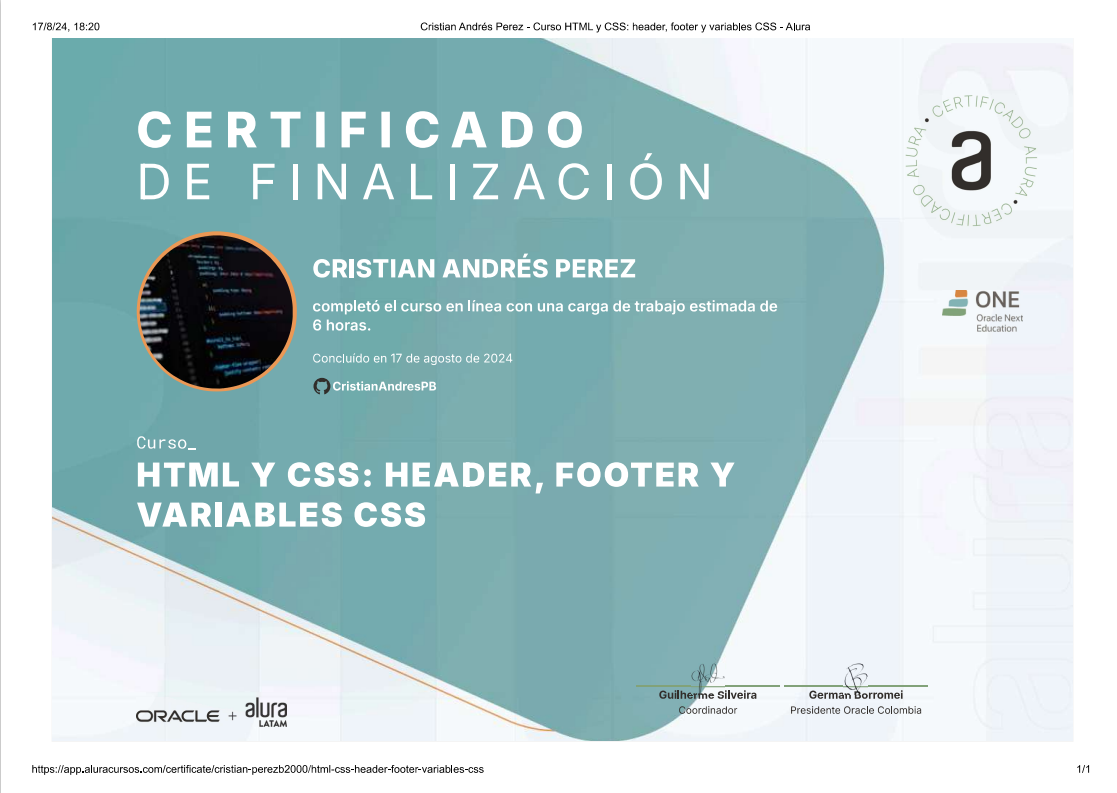 17/8/24, 18:20
Cristian Andrés Perez - Curso HTML y CSS: header, footer y variables CSS - Alura
CERTIFICADO
DE FINALIZACIÓN
CERTIFICADO ALURA • CERTIFICADO ALURA •
a
CRISTIAN ANDRÉS PEREZ
completó el curso en línea con una carga de trabajo estimada de
6 horas.
Concluído en 17 de agosto de 2024
CristianAndresPB
ONE
Oracle Next
Education
Curso_
HTML Y CSS: HEADER, FOOTER Y
VARIABLES CSS
ORACLE + alura
LATAM
Guilherme Silveira
Coordinador
German Borromei
Presidente Oracle Colombia
https://app.aluracursos.com/certificate/cristian-perezb2000/html-css-header-footer-variables-css
1/1